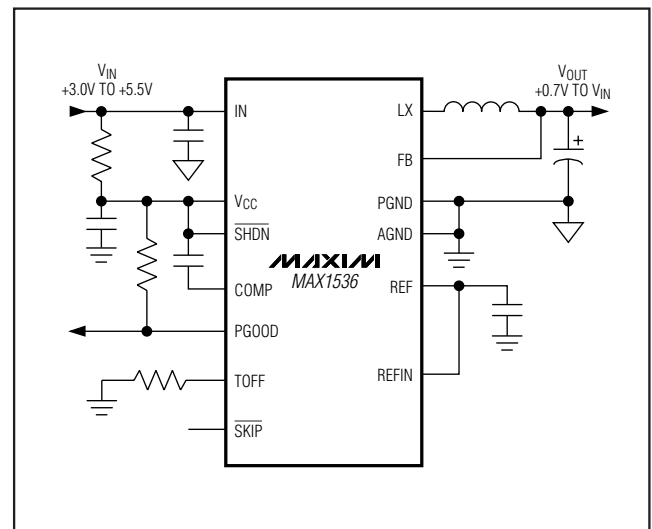 VIN
+3.0V TO +5.5V
VOUT
+0.7V TO VIN
IN
LX
FB
VCC
PGND
SHDN
AGND
MAXIM
MAX1536
COMP
REF
PGOOD
TOFF
REFIN
SKIP
+